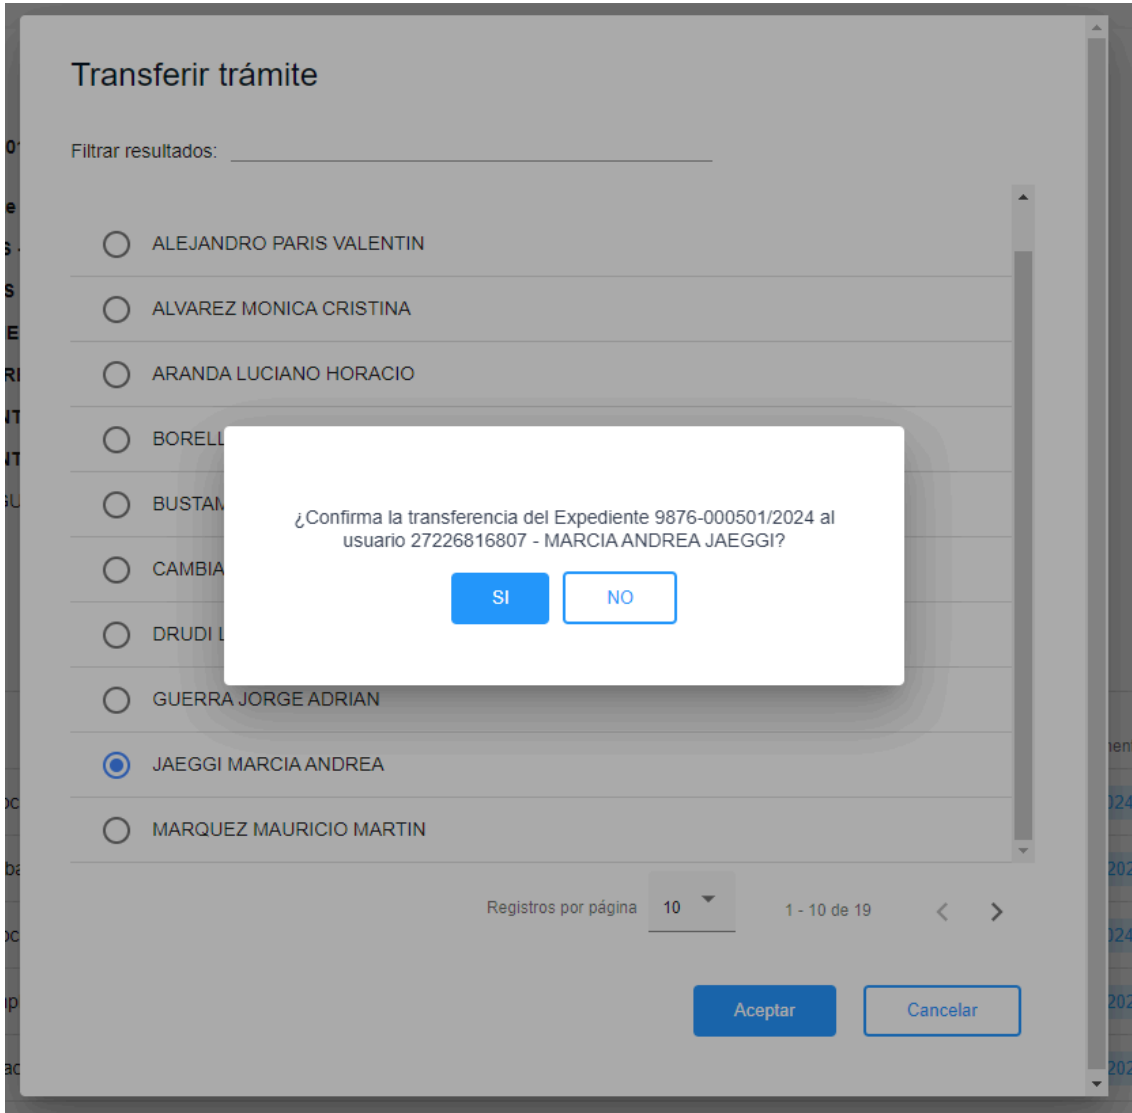 Transferir trámite
Filtrar resultados:
ALEJANDRO PARIS VALENTIN
ALVAREZ MONICA CRISTINA
ARANDA LUCIANO HORACIO
¿Confirma la transferencia del Expediente 9876-000501/2024 al
usuario 27226816807 - MARCIA ANDREA JAEGGI?
SI
NO
GUERRA JORGE ADRIAN
JAEGGI MARCIA ANDREA
MARQUEZ MAURICIO MARTIN
Registros por página 10 1 - 10 de 19
Aceptar
Cancelar